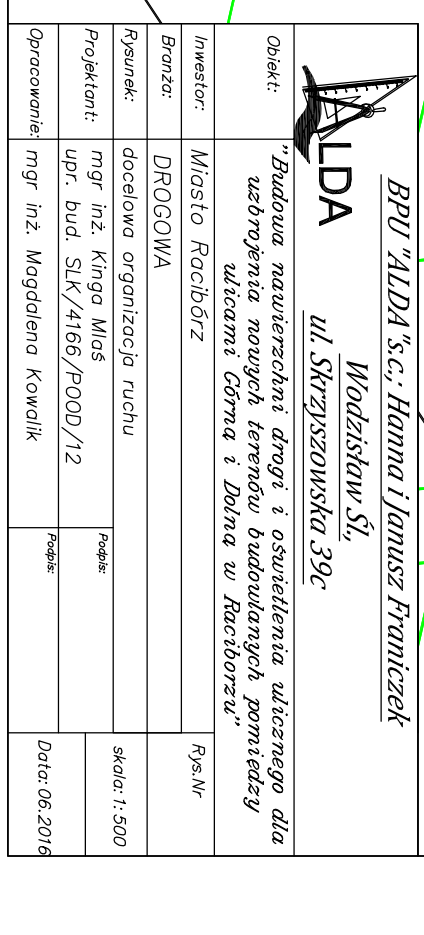 BPU "ALDA"s.c.; Hanna i Janusz Franiczek
Wodzisław Śl.,
ul. Skrzyszowska 39c
ALDA
Obiekt:
"Budowa nawierzchni drogi i oświetlenia ulicznego dla
uzbrojenia nowych terenów budowlanych pomiędzy
ulicami Górną i Dolną w Raciborzu"
Inwestor:
Miasto Racibórz
Rys.Nr
Branża:
DROGOWA
Rysunek:
docelowa organizacja ruchu
skala: 1:500
Projektant:
mgr inż. Kinga Mlaś
upr. bud. SLK/4166/POOD/12
Podpis:
Opracowanie:
mgr inż. Magdalena Kowalik
Podpis:
Data: 06.2016